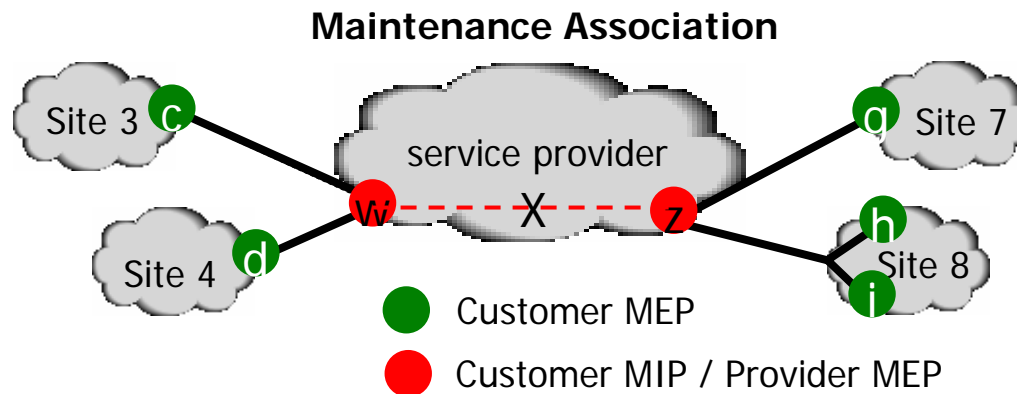 Maintenance Association
Site 3
c
service provider
g
Site 7
w
X
z
Site 4
d
h
Site 8
i
Customer MEP
Customer MIP / Provider MEP